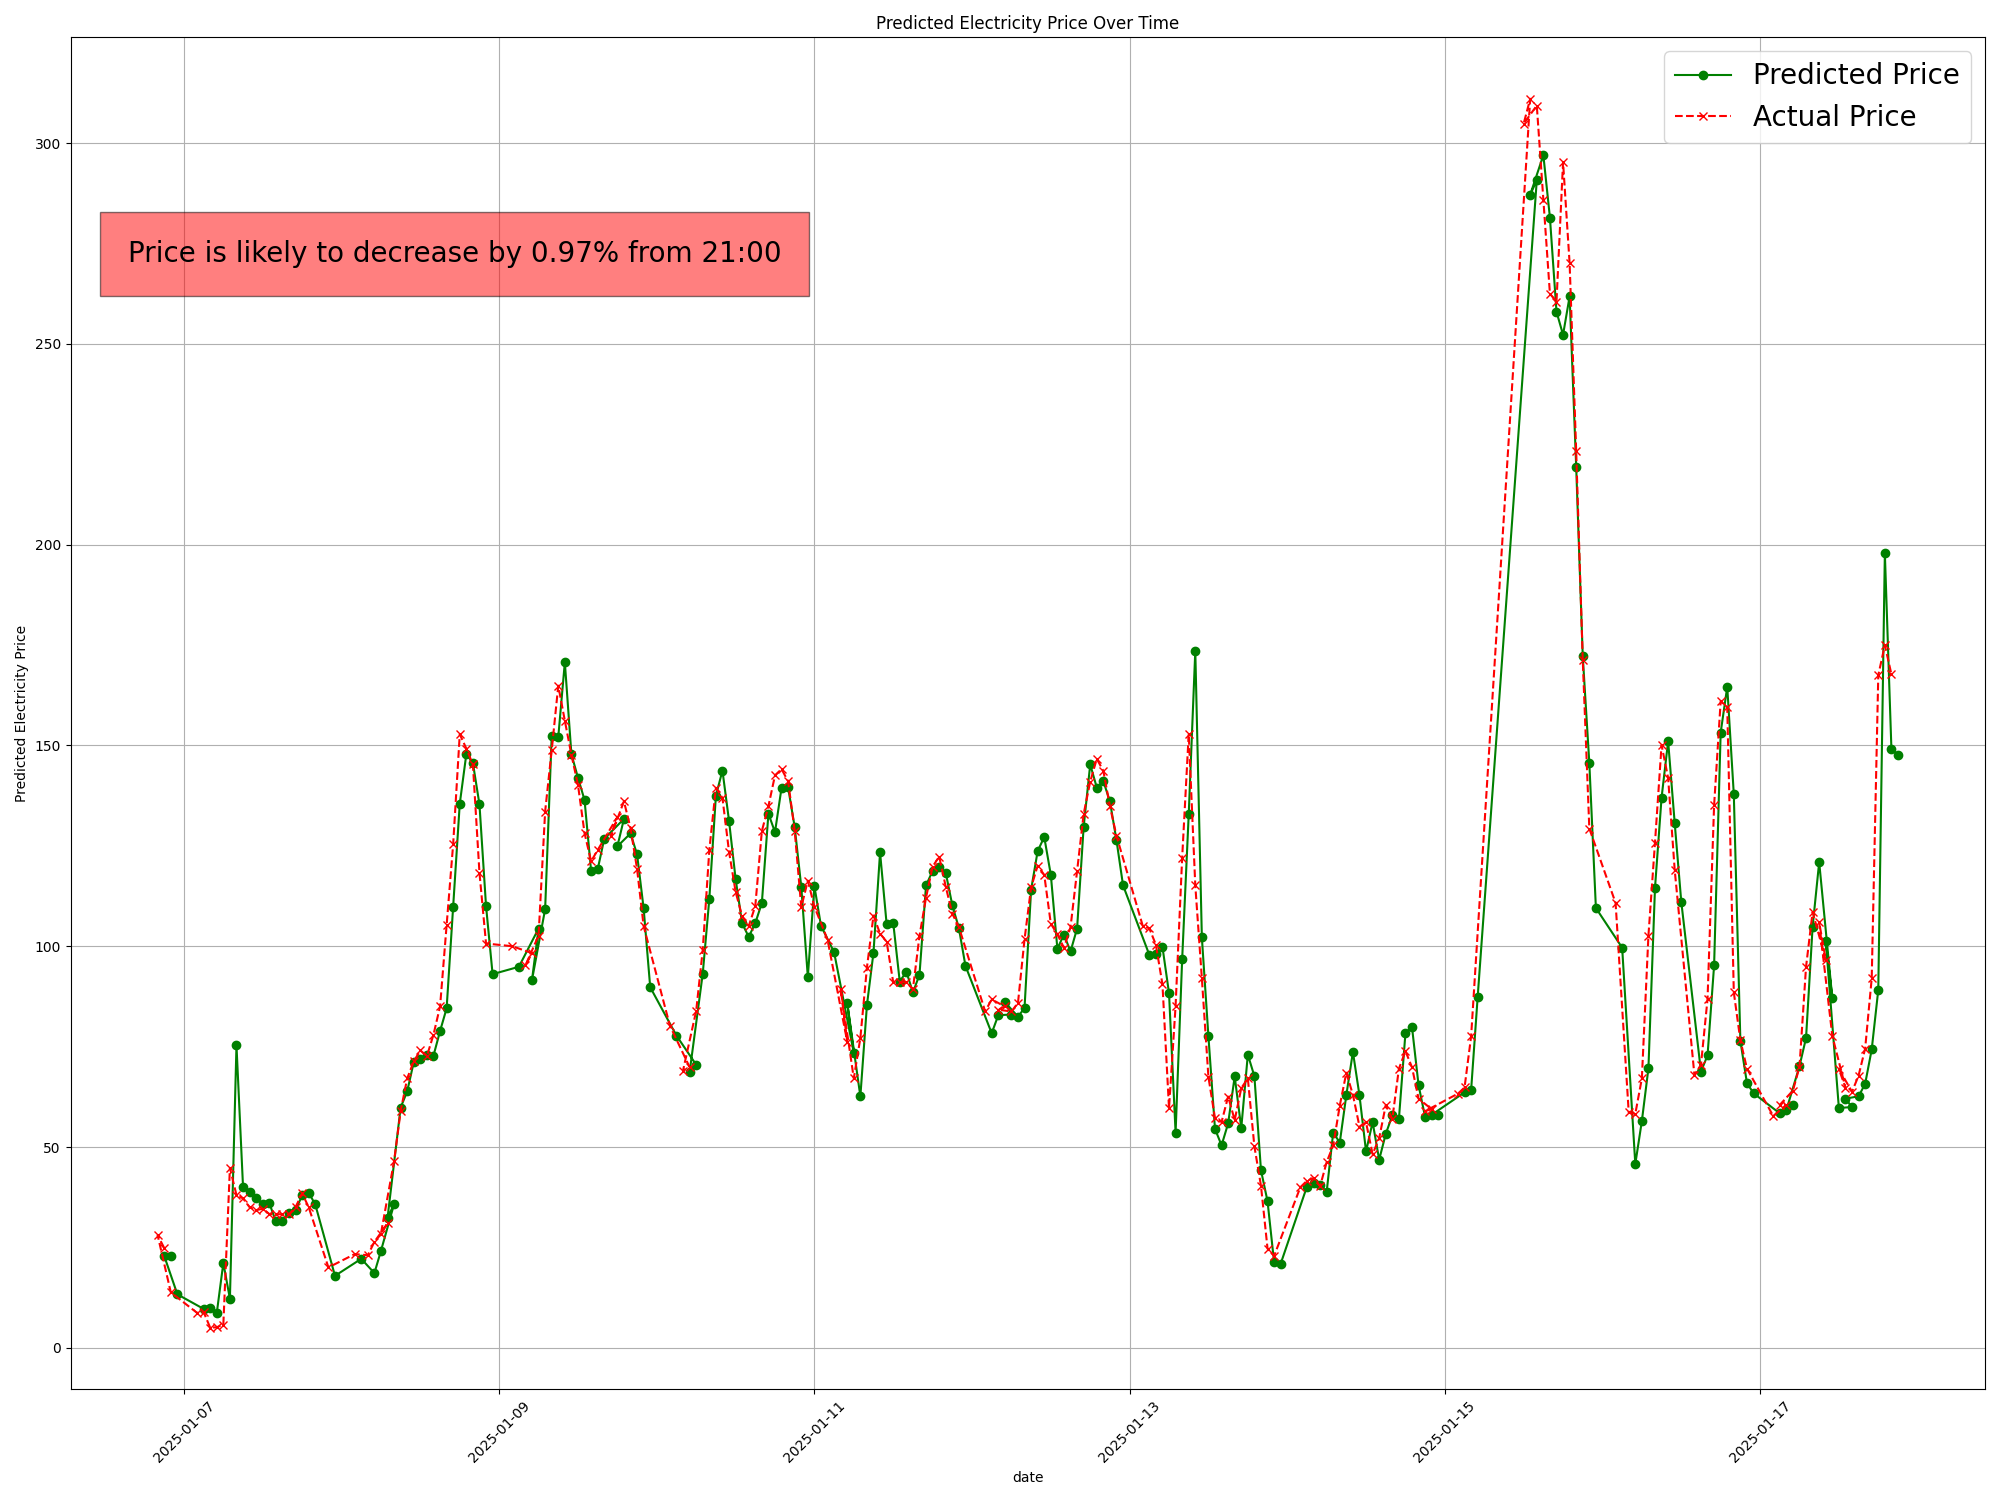 Predicted Electricity Price Over Time
Predicted Price
Actual Price
Price is likely to decrease by 0.97% from 21:00
Predicted Electricity Price
300
250
200
150
100
50
0
2025-01-07
2025-01-09
2025-01-11
2025-01-13
2025-01-15
2025-01-17
date